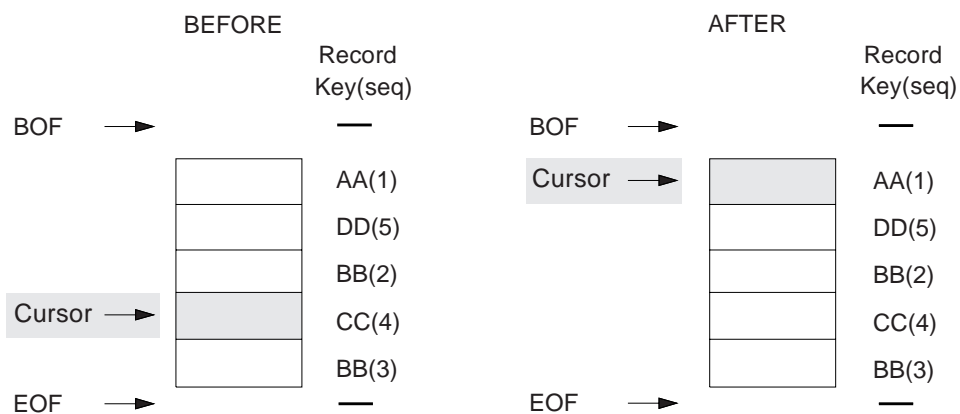 BEFORE
Record
Key(seq)
BOF
—
AA(1)
DD(5)
BB(2)
Cursor
CC(4)
BB(3)
EOF
—
AFTER
Record
Key(seq)
BOF
—
Cursor
AA(1)
DD(5)
BB(2)
CC(4)
BB(3)
EOF
—